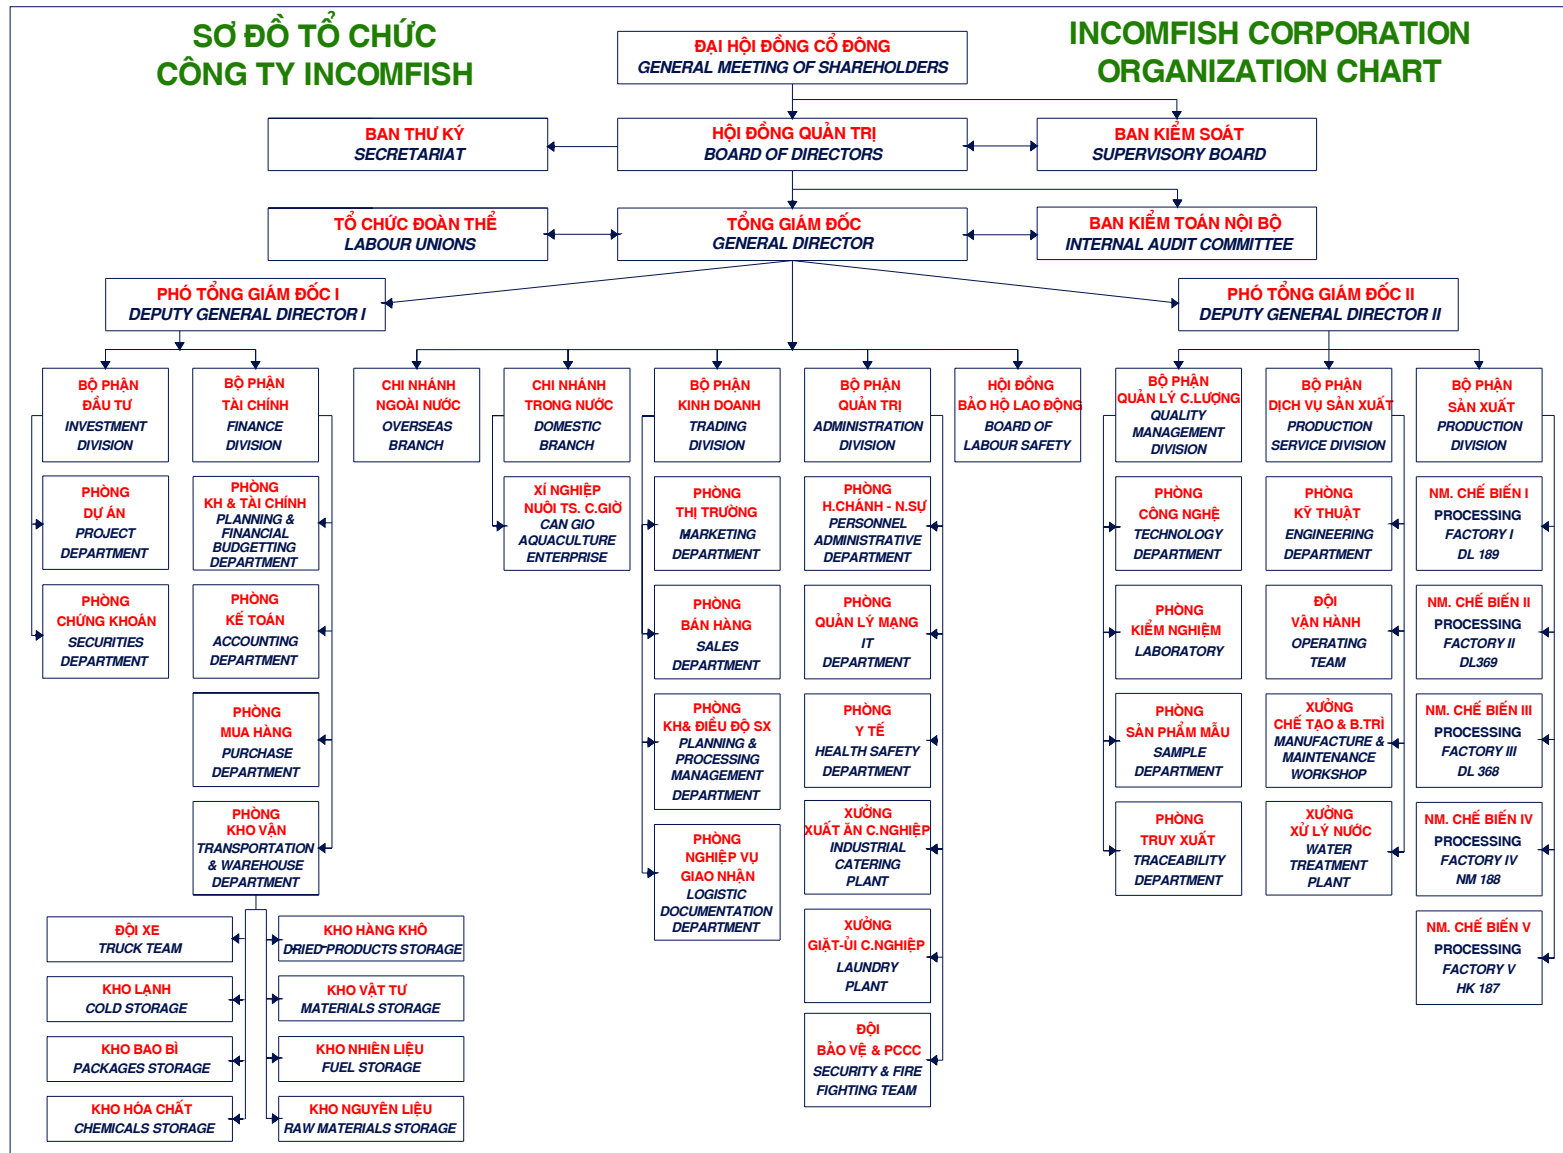 SƠ ĐỒ TỔ CHỨC
CÔNG TY INCOMFISH
INCOMFISH CORPORATION
ORGANIZATION CHART
ĐẠI HỘI ĐỒNG CỔ ĐÔNG
GENERAL MEETING OF SHAREHOLDERS
BAN THƯ KÝ
SECRETARIAT
HỘI ĐỒNG QUẢN TRỊ
BOARD OF DIRECTORS
BAN KIỂM SOÁT
SUPERVISORY BOARD
TỔ CHỨC ĐOÀN THỂ
LABOUR UNIONS
TỔNG GIÁM ĐỐC
GENERAL DIRECTOR
BAN KIỂM TOÁN NỘI BỘ
INTERNAL AUDIT COMMITTEE
PHÓ TỔNG GIÁM ĐỐC I
DEPUTY GENERAL DIRECTOR I
PHÓ TỔNG GIÁM ĐỐC II
DEPUTY GENERAL DIRECTOR II
BỘ PHẬN
ĐẦU TƯ
INVESTMENT
DIVISION
BỘ PHẬN
TÀI CHÍNH
FINANCE
DIVISION
CHI NHÁNH
NGOÀI NƯỚC
OVERSEAS
BRANCH
CHI NHÁNH
TRONG NƯỚC
DOMESTIC
BRANCH
BỘ PHẬN
KINH DOANH
TRADING
DIVISION
BỘ PHẬN
QUẢN TRỊ
ADMINISTRATION
DIVISION
HỘI ĐỒNG
BẢO HỘ LAO ĐỘNG
BOARD OF
LABOUR SAFETY
BỘ PHẬN
QUẢN LÝ C.LƯỢNG
QUALITY
MANAGEMENT
DIVISION
BỘ PHẬN
DỊCH VỤ SẢN XUẤT
PRODUCTION
SERVICE DIVISION
BỘ PHẬN
SẢN XUẤT
PRODUCTION
DIVISION
PHÒNG
DỰ ÁN
PROJECT
DEPARTMENT
PHÒNG
KH & TÀI CHÍNH
PLANNING &
FINANCIAL
BUDGETTING
DEPARTMENT
XÍ NGHIỆP
NUÔI TS. C.GIỜ
CAN GIO
AQUACULTURE
ENTERPRISE
PHÒNG
THỊ TRƯỜNG
MARKETING
DEPARTMENT
PHÒNG
H.CHÁNH - N.SỰ
PERSONNEL
ADMINISTRATIVE
DEPARTMENT
PHÒNG
CÔNG NGHỆ
TECHNOLOGY
DEPARTMENT
PHÒNG
KỸ THUẬT
ENGINEERING
DEPARTMENT
NM. CHẾ BIẾN I
PROCESSING
FACTORY I
DL 189
PHÒNG
CHỨNG KHOÁN
SECURITIES
DEPARTMENT
PHÒNG
KẾ TOÁN
ACCOUNTING
DEPARTMENT
PHÒNG
BÁN HÀNG
SALES
DEPARTMENT
PHÒNG
QUẢN LÝ MẠNG
IT
DEPARTMENT
PHÒNG
KIỂM NGHIỆM
LABORATORY
ĐỘI
VẬN HÀNH
OPERATING
TEAM
NM. CHẾ BIẾN II
PROCESSING
FACTORY II
DL369
PHÒNG
MUA HÀNG
PURCHASE
DEPARTMENT
PHÒNG
KH& ĐIỀU ĐỘ SX
PLANNING &
PROCESSING
MANAGEMENT
DEPARTMENT
PHÒNG
Y TẾ
HEALTH SAFETY
DEPARTMENT
PHÒNG
SẢN PHẨM MẪU
SAMPLE
DEPARTMENT
XƯỞNG
CHẾ TẠO & B.TRÌ
MANUFACTURE &
MAINTENANCE
WORKSHOP
NM. CHẾ BIẾN III
PROCESSING
FACTORY III
DL 368
PHÒNG
KHO VẬN
TRANSPORTATION
& WAREHOUSE
DEPARTMENT
PHÒNG
NGHIỆP VỤ
GIAO NHẬN
LOGISTIC
DOCUMENTATION
DEPARTMENT
XƯỞNG
XUẤT ĂN C.NGHIỆP
INDUSTRIAL
CATERING
PLANT
PHÒNG
TRUY XUẤT
TRACEABILITY
DEPARTMENT
XƯỞNG
XỬ LÝ NƯỚC
WATER
TREATMENT
PLANT
NM. CHẾ BIẾN IV
PROCESSING
FACTORY IV
NM 188
ĐỘI XE
TRUCK TEAM
KHO HÀNG KHÔ
DRIED-PRODUCTS STORAGE
XƯỞNG
GIẶT-ỦI C.NGHIỆP
LAUNDRY
PLANT
NM. CHẾ BIẾN V
PROCESSING
FACTORY V
HK 187
KHO LẠNH
COLD STORAGE
KHO VẬT TƯ
MATERIALS STORAGE
KHO BAO BÌ
PACKAGES STORAGE
KHO NHIÊN LIỆU
FUEL STORAGE
ĐỘI
BẢO VỆ & PCCC
SECURITY & FIRE
FIGHTING TEAM
KHO HÓA CHẤT
CHEMICALS STORAGE
KHO NGUYÊN LIỆU
RAW MATERIALS STORAGE